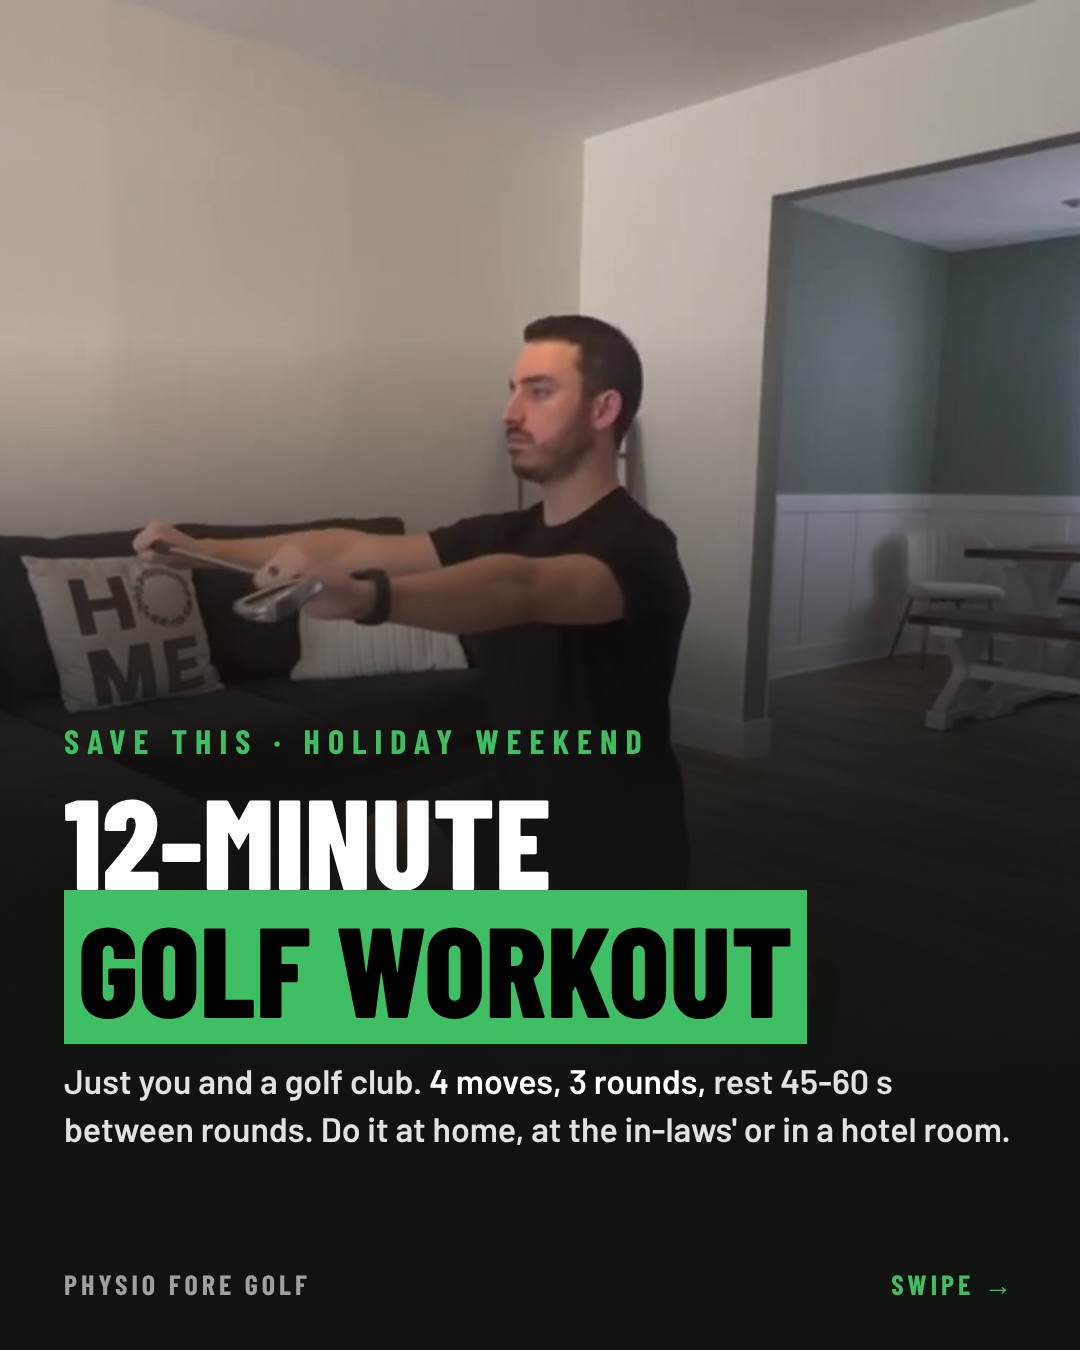 HO
ME
SAVE THIS · HOLIDAY WEEKEND
12-MINUTE
GOLF WORKOUT
Just you and a golf club. 4 moves, 3 rounds, rest 45-60 s
between rounds. Do it at home, at the in-laws' or in a hotel room.
PHYSIO FORE GOLF
SWIPE →